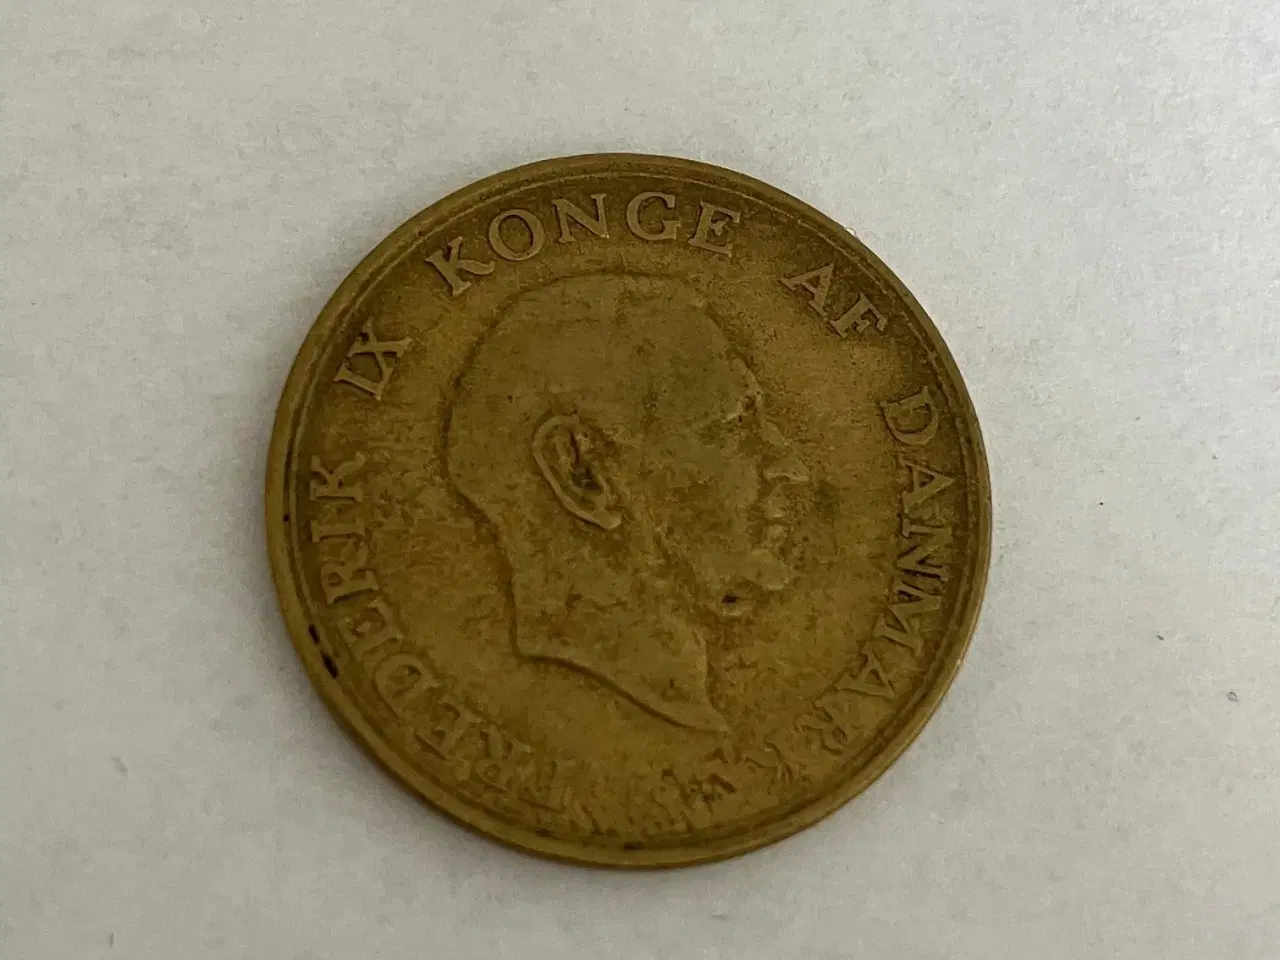 FREDERIK IX KONGE AF DANMARK